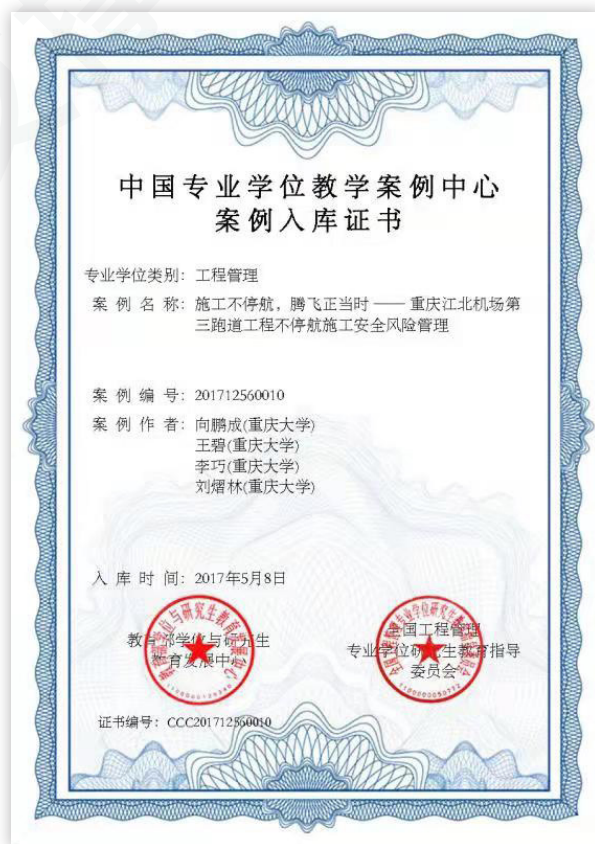 中国专业学位教学案例中心
案例入库证书
专业学位类别：工程管理
案例名称：施工不停航，腾飞正当时——重庆江北机场第
三跑道工程不停航施工安全风险管理
案例编号：201712560010
案例作者：向鹏成(重庆大学)
王碧(重庆大学)
李巧(重庆大学)
刘熠林(重庆大学)
入库时间：2017年5月8日
教育部学位与研究生
教育发展中心
全国工程管理
专业学位研究生教育指导
委员会
证书编号：CCC201712560010